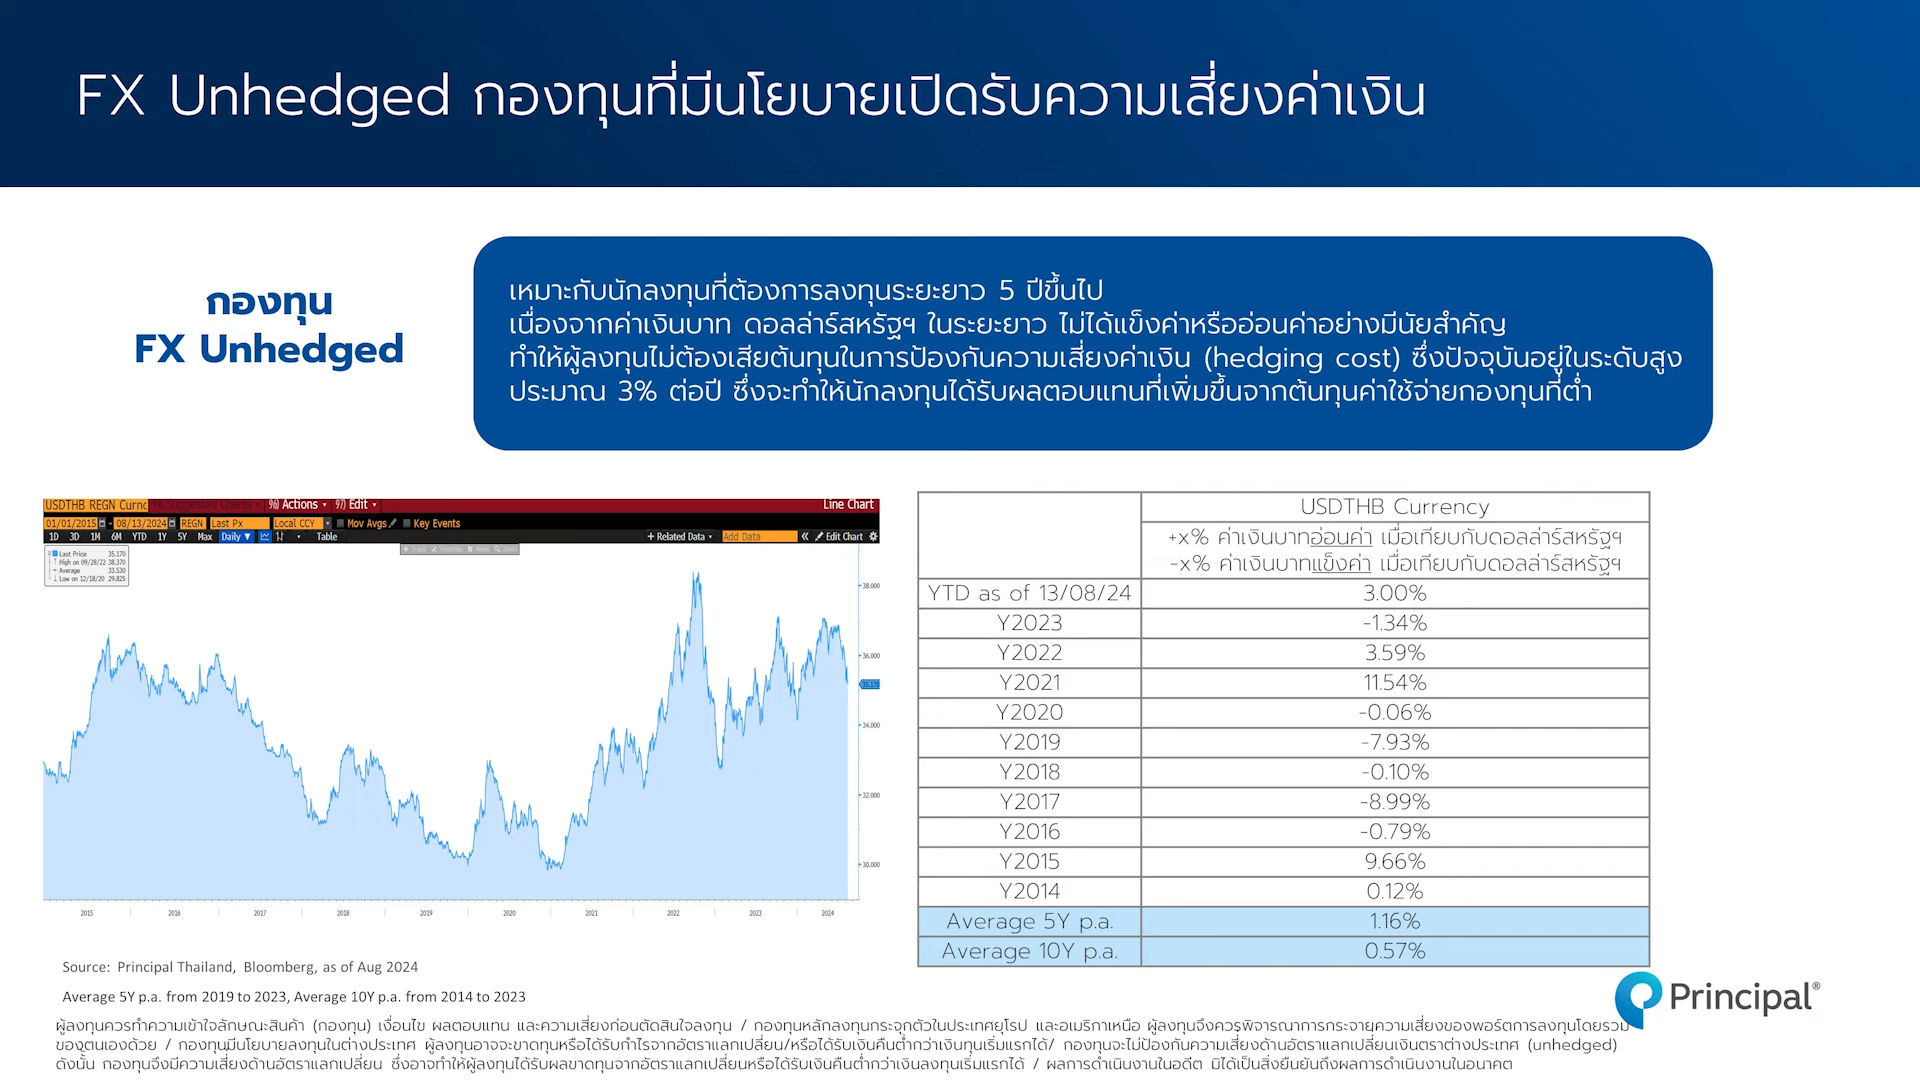 FX Unhedged กองทุนที่มีนโยบายเปิดรับความเสี่ยงค่าเงิน
กองทุน
FX Unhedged
เหมาะกับนักลงทุนที่ต้องการลงทุนระยะยาว 5 ปีขึ้นไป
เนื่องจากค่าเงินบาท ดอลล่าร์สหรัฐฯ ในระยะยาว ไม่ได้แข็งค่าหรืออ่อนค่าอย่างมีนัยสำคัญ
ทำให้ผู้ลงทุนไม่ต้องเสียต้นทุนในการป้องกันความเสี่ยงค่าเงิน (hedging cost) ซึ่งปัจจุบันอยู่ในระดับสูง
ประมาณ 3% ต่อปี ซึ่งจะทำให้นักลงทุนได้รับผลตอบแทนที่เพิ่มขึ้นจากต้นทุนค่าใช้จ่ายกองทุนที่ต่ำ
USDTHB REGN Curnc 96) Actions 97) Edit Line Chart
01/01/2015 - 08/13/2024 REGN Last Px Local CCY Mov Avgs Key Events
1D 3D 1M 6M YTD 1Y 5Y Max Daily ▼ Table + Related Data Add Data « Edit Chart
Last Price 35.170
High on 09/28/22 38.370
Average 33.530
Low on 12/18/20 29.825
38.000
36.000
35.170
34.000
32.000
30.000
2015 2016 2017 2018 2019 2020 2021 2022 2023 2024
USDTHB Currency
+x% ค่าเงินบาทอ่อนค่า เมื่อเทียบกับดอลล่าร์สหรัฐฯ
-x% ค่าเงินบาทแข็งค่า เมื่อเทียบกับดอลล่าร์สหรัฐฯ
YTD as of 13/08/24 3.00%
Y2023 -1.34%
Y2022 3.59%
Y2021 11.54%
Y2020 -0.06%
Y2019 -7.93%
Y2018 -0.10%
Y2017 -8.99%
Y2016 -0.79%
Y2015 9.66%
Y2014 0.12%
Average 5Y p.a. 1.16%
Average 10Y p.a. 0.57%
Source: Principal Thailand, Bloomberg, as of Aug 2024
Average 5Y p.a. from 2019 to 2023, Average 10Y p.a. from 2014 to 2023
Principal®
ผู้ลงทุนควรทำความเข้าใจลักษณะสินค้า (กองทุน) เงื่อนไข ผลตอบแทน และความเสี่ยงก่อนตัดสินใจลงทุน / กองทุนหลักลงทุนกระจุกตัวในประเทศยุโรป และอเมริกาเหนือ ผู้ลงทุนจึงควรพิจารณาการกระจายความเสี่ยงของพอร์ตการลงทุนโดยรวม
ของตนเองด้วย / กองทุนมีนโยบายลงทุนในต่างประเทศ ผู้ลงทุนอาจจะขาดทุนหรือได้รับกำไรจากอัตราแลกเปลี่ยน/หรือได้รับเงินคืนต่ำกว่าเงินทุนเริ่มแรกได้/ กองทุนจะไม่ป้องกันความเสี่ยงด้านอัตราแลกเปลี่ยนเงินตราต่างประเทศ (unhedged)
ดังนั้น กองทุนจึงมีความเสี่ยงด้านอัตราแลกเปลี่ยน ซึ่งอาจทำให้ผู้ลงทุนได้รับผลขาดทุนจากอัตราแลกเปลี่ยนหรือได้รับเงินคืนต่ำกว่าเงินลงทุนเริ่มแรกได้ / ผลการดำเนินงานในอดีต มิได้เป็นสิ่งยืนยันถึงผลการดำเนินงานในอนาคต